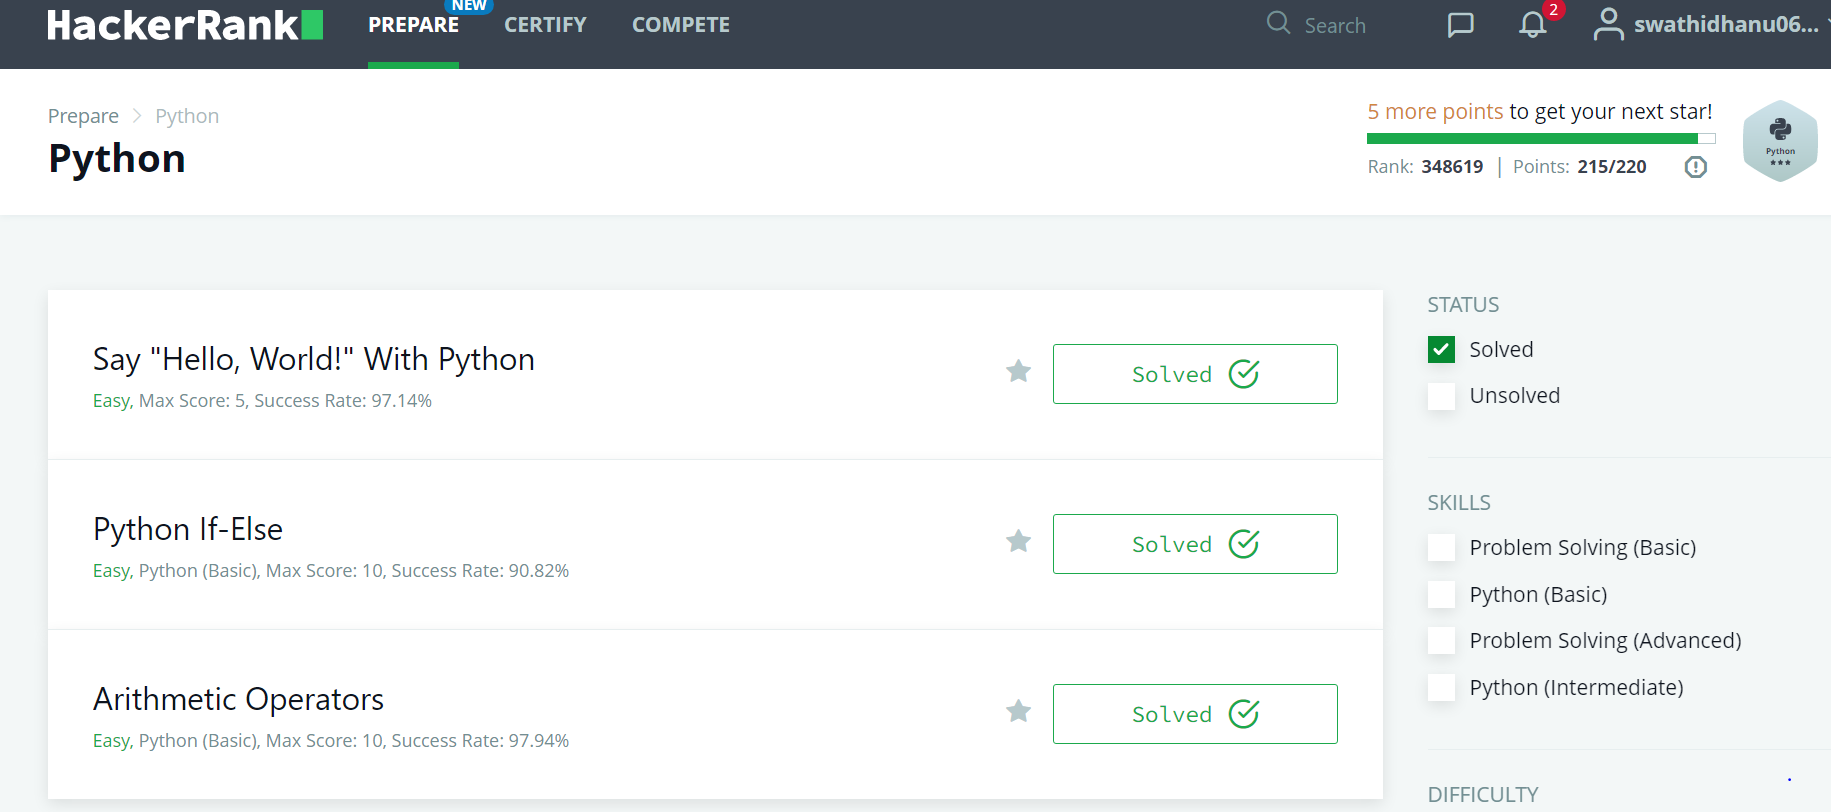 HackerRank
PREPARE
NEW
CERTIFY
COMPETE
Search
2
swathidhanu06...
Prepare > Python
Python
5 more points to get your next star!
Rank: 348619 | Points: 215/220
Python
Say "Hello, World!" With Python
Easy, Max Score: 5, Success Rate: 97.14%
Solved
Python If-Else
Easy, Python (Basic), Max Score: 10, Success Rate: 90.82%
Solved
Arithmetic Operators
Easy, Python (Basic), Max Score: 10, Success Rate: 97.94%
Solved
STATUS
Solved
Unsolved
SKILLS
Problem Solving (Basic)
Python (Basic)
Problem Solving (Advanced)
Python (Intermediate)
DIFFICULTY